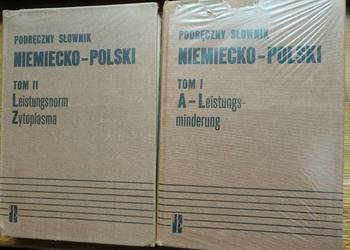 PODRĘCZNY SŁOWNIK
NIEMIECKO-POLSKI
TOM II
Leistungsnorm
Zytoplasma
PODRĘCZNY SŁOWNIK
NIEMIECKO-POLSKI
TOM I
A-Leistungs-
minderung